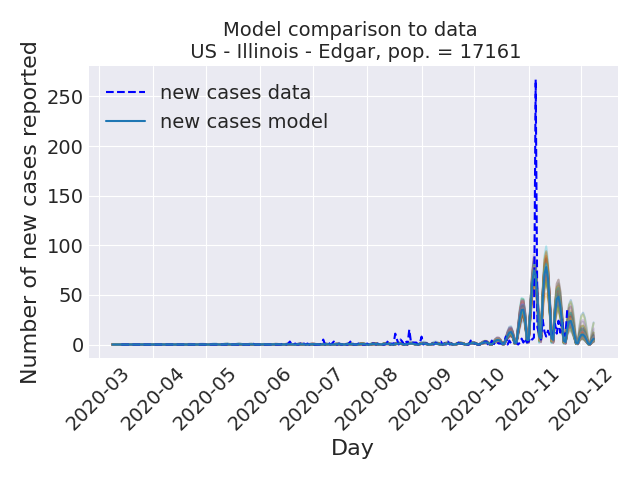 Model comparison to data
US - Illinois - Edgar, pop. = 17161
Number of new cases reported
250
200
150
100
50
0
new cases data
new cases model
2020-03
2020-04
2020-05
2020-06
2020-07
2020-08
2020-09
2020-10
2020-11
2020-12
Day